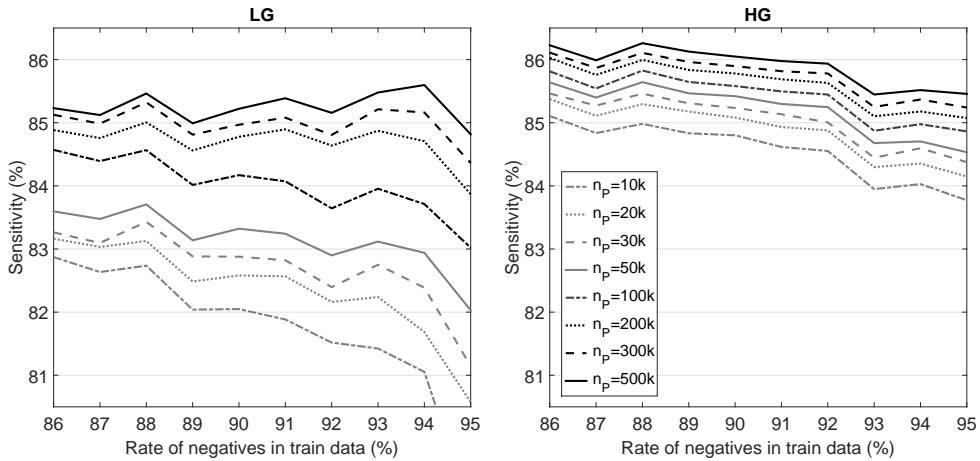 LG
Sensitivity (%)
86
85
84
83
82
81
86 87 88 89 90 91 92 93 94 95
Rate of negatives in train data (%)
HG
Sensitivity (%)
86
85
84
83
82
81
n_P=10k
n_P=20k
n_P=30k
n_P=50k
n_P=100k
n_P=200k
n_P=300k
n_P=500k
86 87 88 89 90 91 92 93 94 95
Rate of negatives in train data (%)